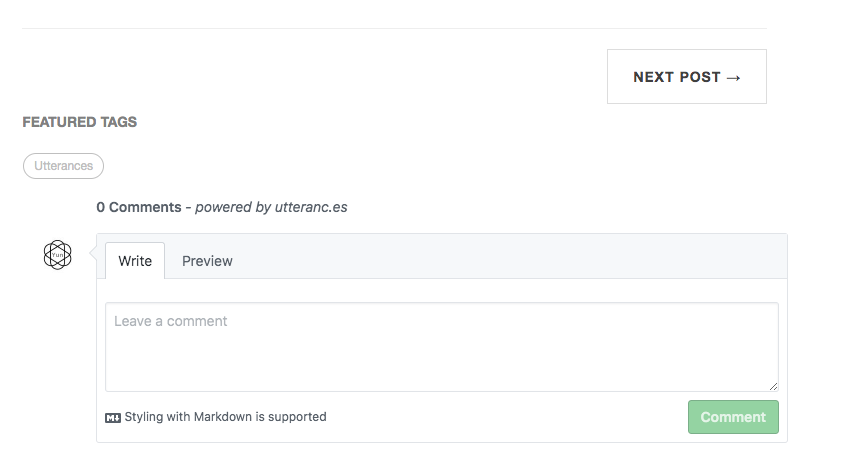 NEXT POST →
FEATURED TAGS
Utterances
0 Comments - powered by utteranc.es
Yun
Write Preview
Leave a comment
M↓ Styling with Markdown is supported
Comment